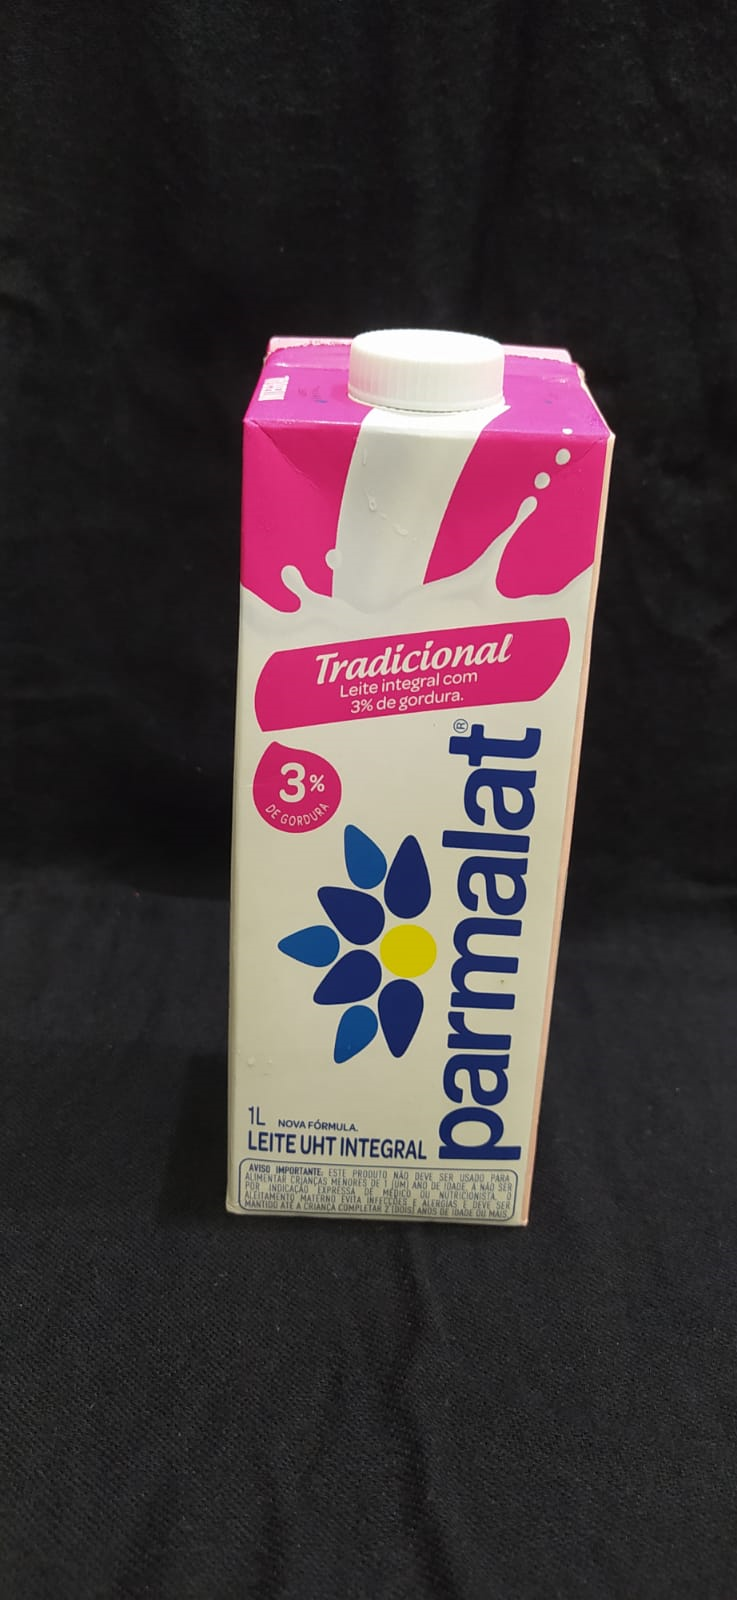 INTEGRAL
Tradicional
Leite integral com
3% de gordura.
3%
DE GORDURA
parmalat®
1L NOVA FÓRMULA.
LEITE UHT INTEGRAL
AVISO IMPORTANTE: ESTE PRODUTO NÃO DEVE SER USADO PARA
ALIMENTAR CRIANÇAS MENORES DE 1 (UM) ANO DE IDADE, A NÃO SER
POR INDICAÇÃO EXPRESSA DE MÉDICO OU NUTRICIONISTA. O
ALEITAMENTO MATERNO EVITA INFECÇÕES E ALERGIAS E DEVE SER
MANTIDO ATÉ A CRIANÇA COMPLETAR 2 (DOIS) ANOS DE IDADE OU MAIS.